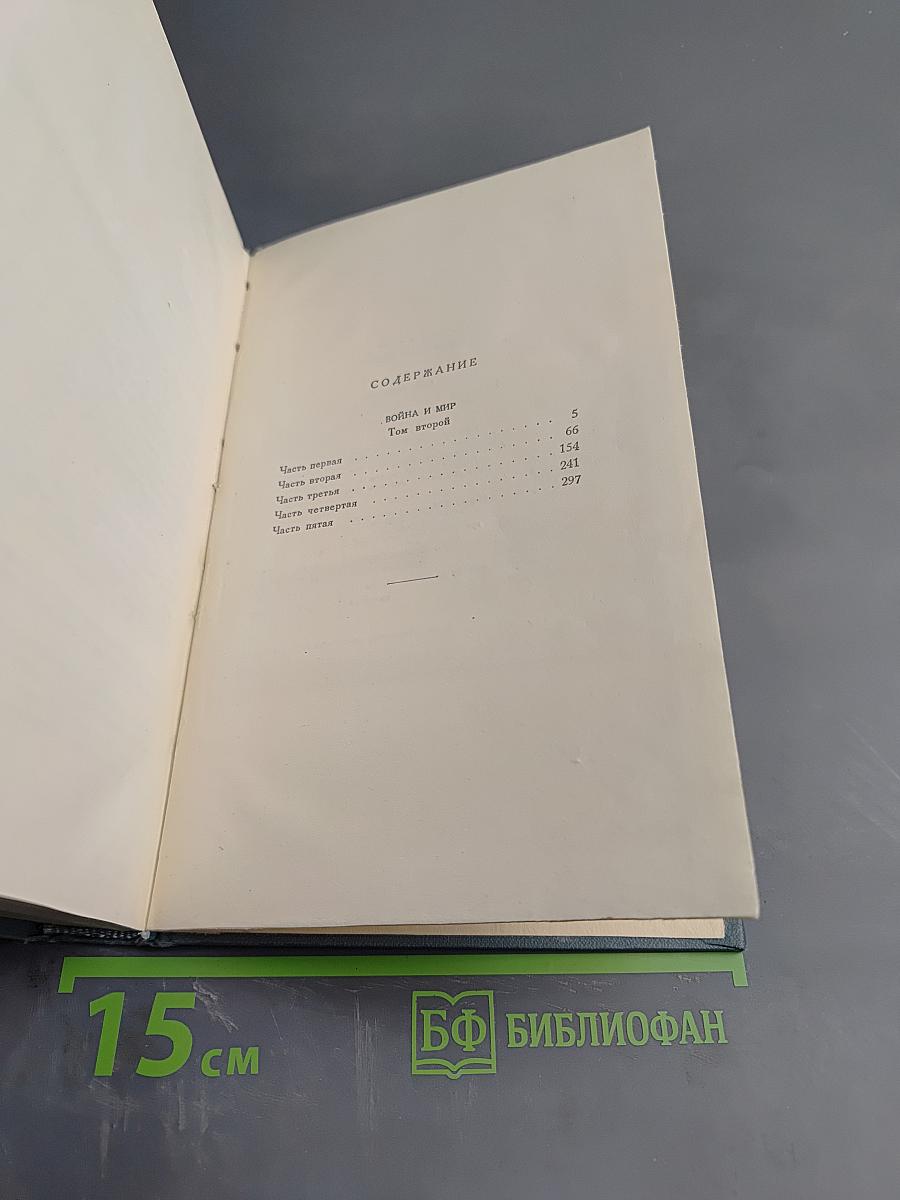 СОДЕРЖАНИЕ
ВОЙНА И МИР
Том второй
Часть первая . . . . . . . . . . . . . . . . 5
Часть вторая . . . . . . . . . . . . . . . . 66
Часть третья . . . . . . . . . . . . . . . . 154
Часть четвертая . . . . . . . . . . . . . . . 241
Часть пятая . . . . . . . . . . . . . . . . 297
15 см
БФ БИБЛИОФАН